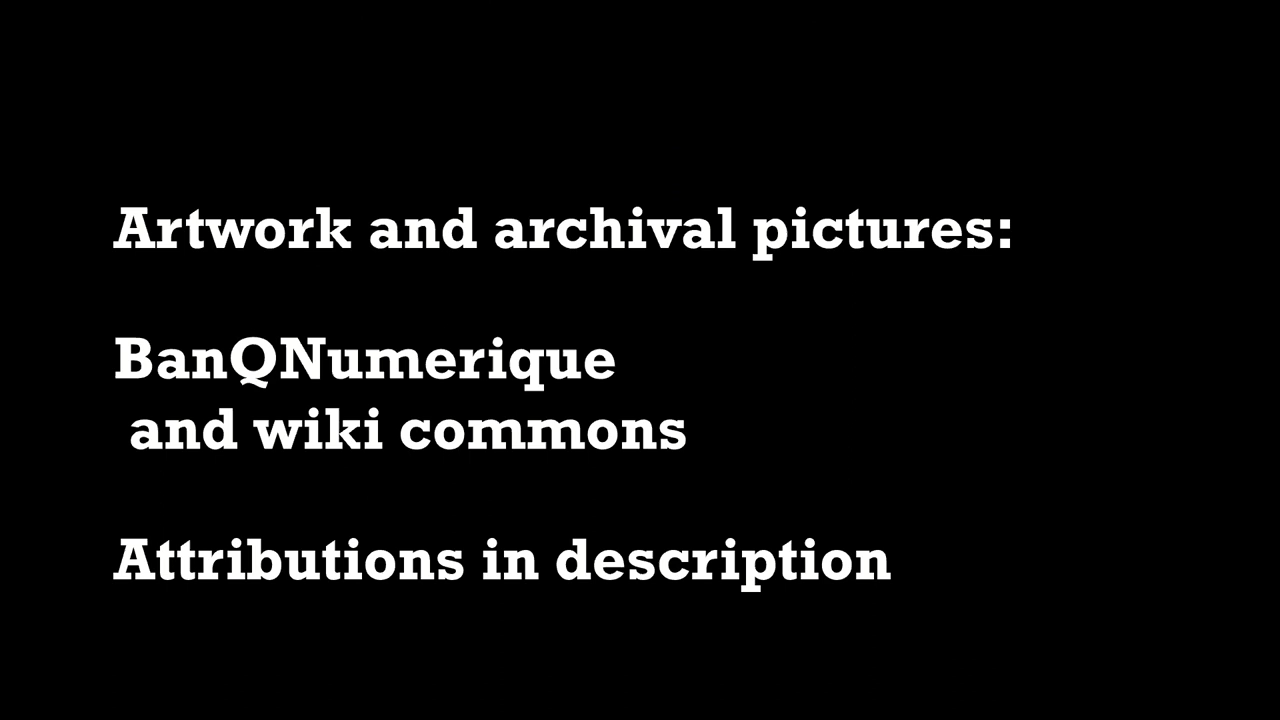 Artwork and archival pictures:
BanQNumerique
and wiki commons
Attributions in description